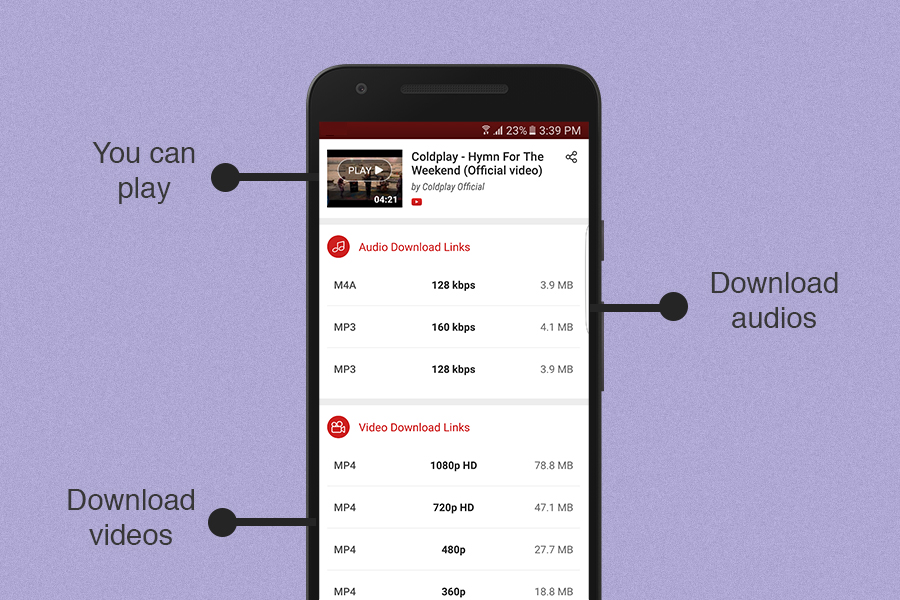 23% 3:39 PM
You can
play
PLAY
04:21
Coldplay - Hymn For The
Weekend (Official video)
by Coldplay Official
Audio Download Links
M4A 128 kbps 3.9 MB
MP3 160 kbps 4.1 MB
MP3 128 kbps 3.9 MB
Download
audios
Video Download Links
MP4 1080p HD 78.8 MB
MP4 720p HD 47.1 MB
Download
videos
MP4 480p 27.7 MB
MP4 360p 18.8 MB